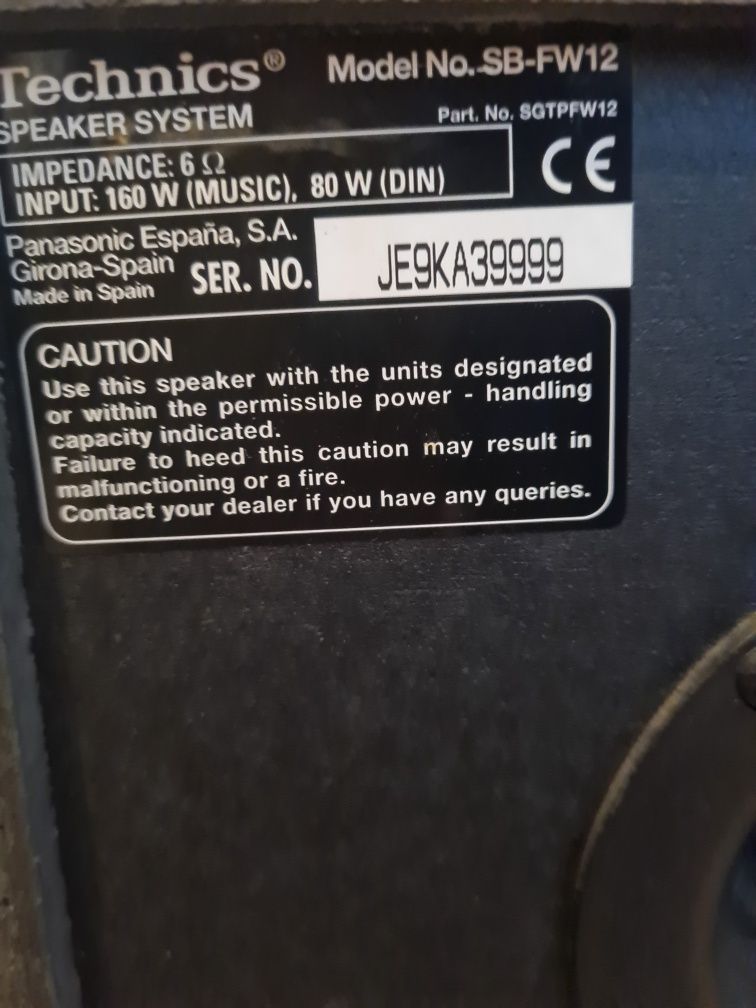 Technics® Model No. SB-FW12
SPEAKER SYSTEM Part. No. SGTPFW12
IMPEDANCE: 6 Ω
INPUT: 160 W (MUSIC), 80 W (DIN)
CE
Panasonic España, S.A.
Girona-Spain
Made in Spain
SER. NO. JE9KA39999
CAUTION
Use this speaker with the units designated
or within the permissible power - handling
capacity indicated.
Failure to heed this caution may result in
malfunctioning or a fire.
Contact your dealer if you have any queries.